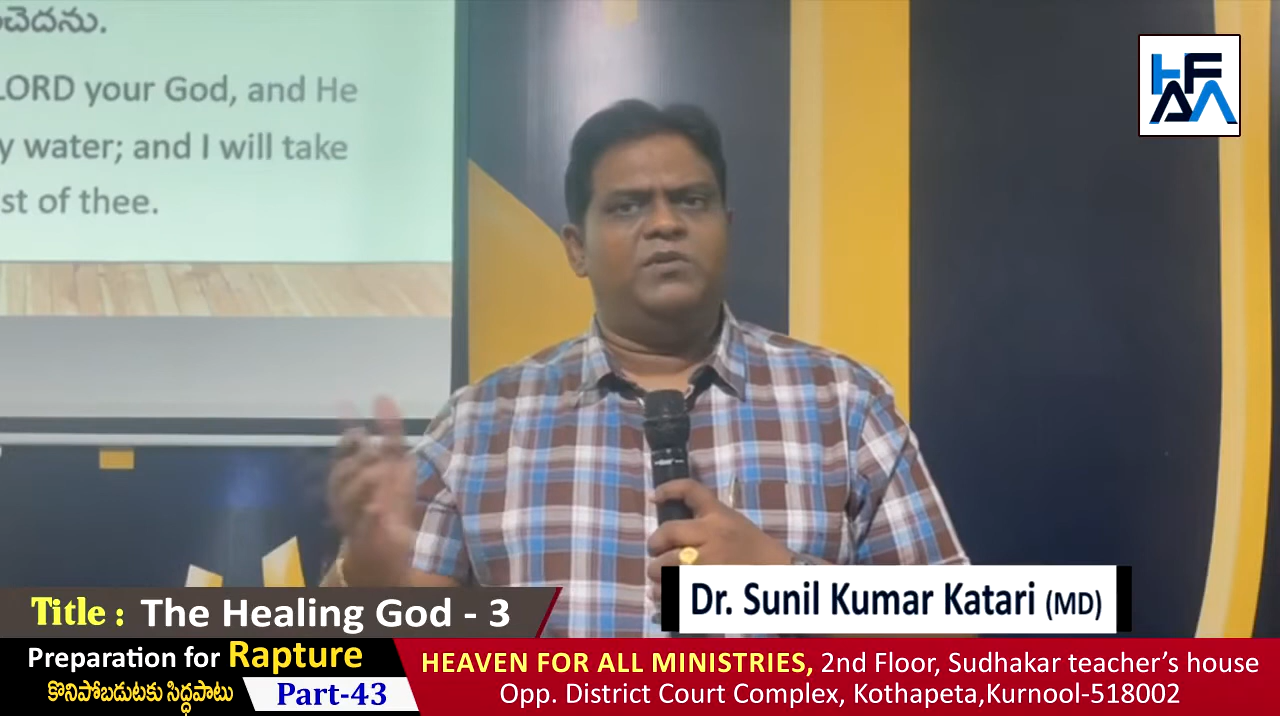 చెదను.
LORD your God, and He
y water; and I will take
st of thee.
HFAM
Dr. Sunil Kumar Katari (MD)
Title : The Healing God - 3
Preparation for Rapture
కొనిపోబడుటకు సిద్ధపాటు
Part-43
HEAVEN FOR ALL MINISTRIES, 2nd Floor, Sudhakar teacher's house
Opp. District Court Complex, Kothapeta,Kurnool-518002